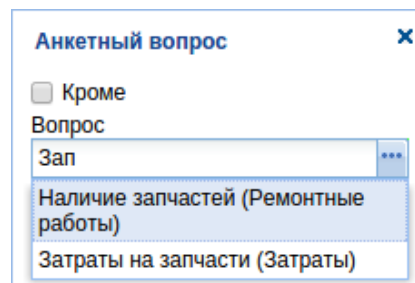 Анкетный вопрос
Кроме
Вопрос
Зап
Наличие запчастей (Ремонтные
работы)
Затраты на запчасти (Затраты)